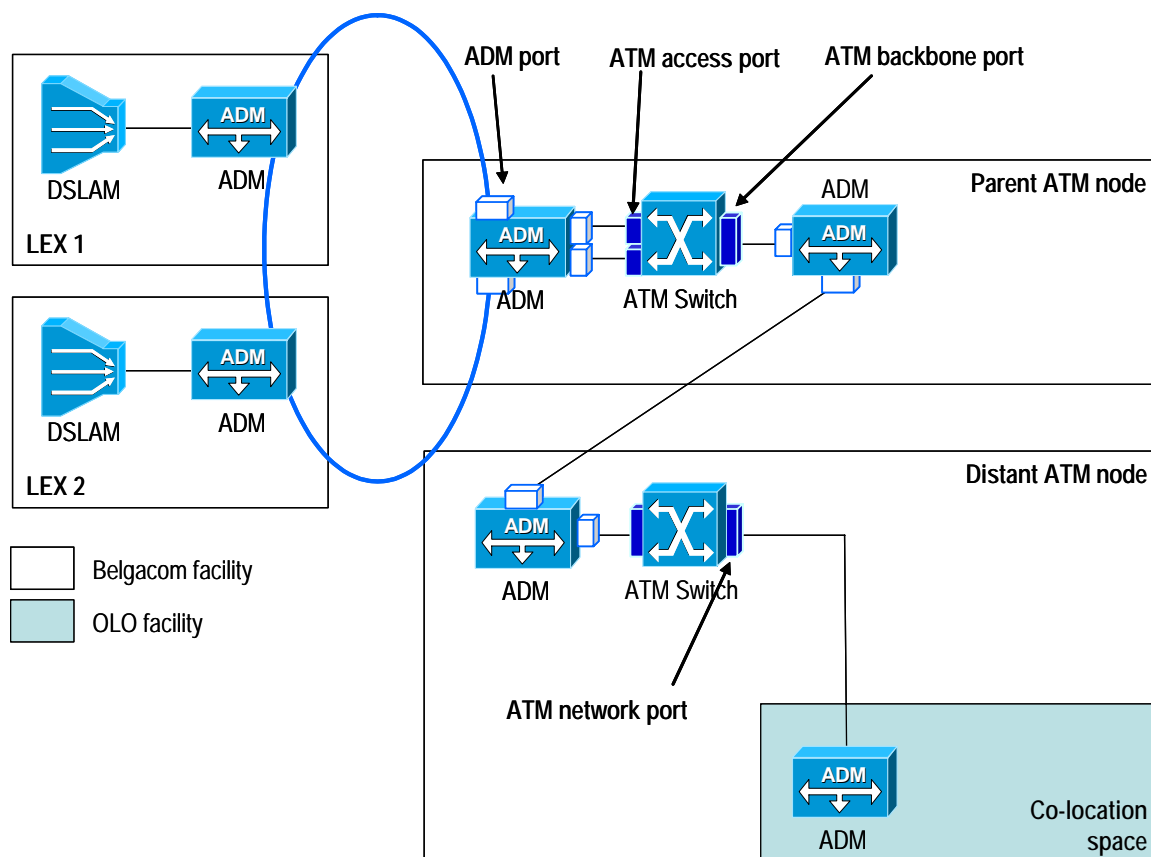 ADM port
ATM access port
ATM backbone port
ADM
DSLAM
ADM
LEX 1
Parent ATM node
ADM
ADM
ADM
ATM Switch
ADM
ADM
DSLAM
ADM
LEX 2
Distant ATM node
ADM
ADM
ATM Switch
Belgacom facility
OLO facility
ATM network port
ADM
ADM
Co-location
space